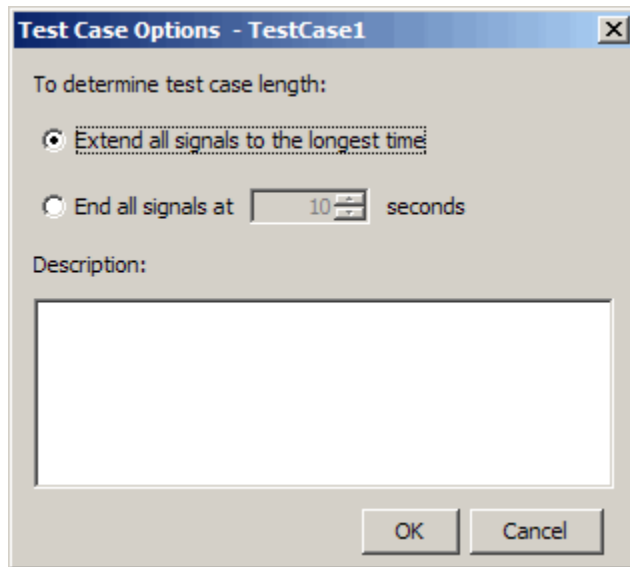 Test Case Options - TestCase1
To determine test case length:
Extend all signals to the longest time
End all signals at 10 seconds
Description:
OK Cancel